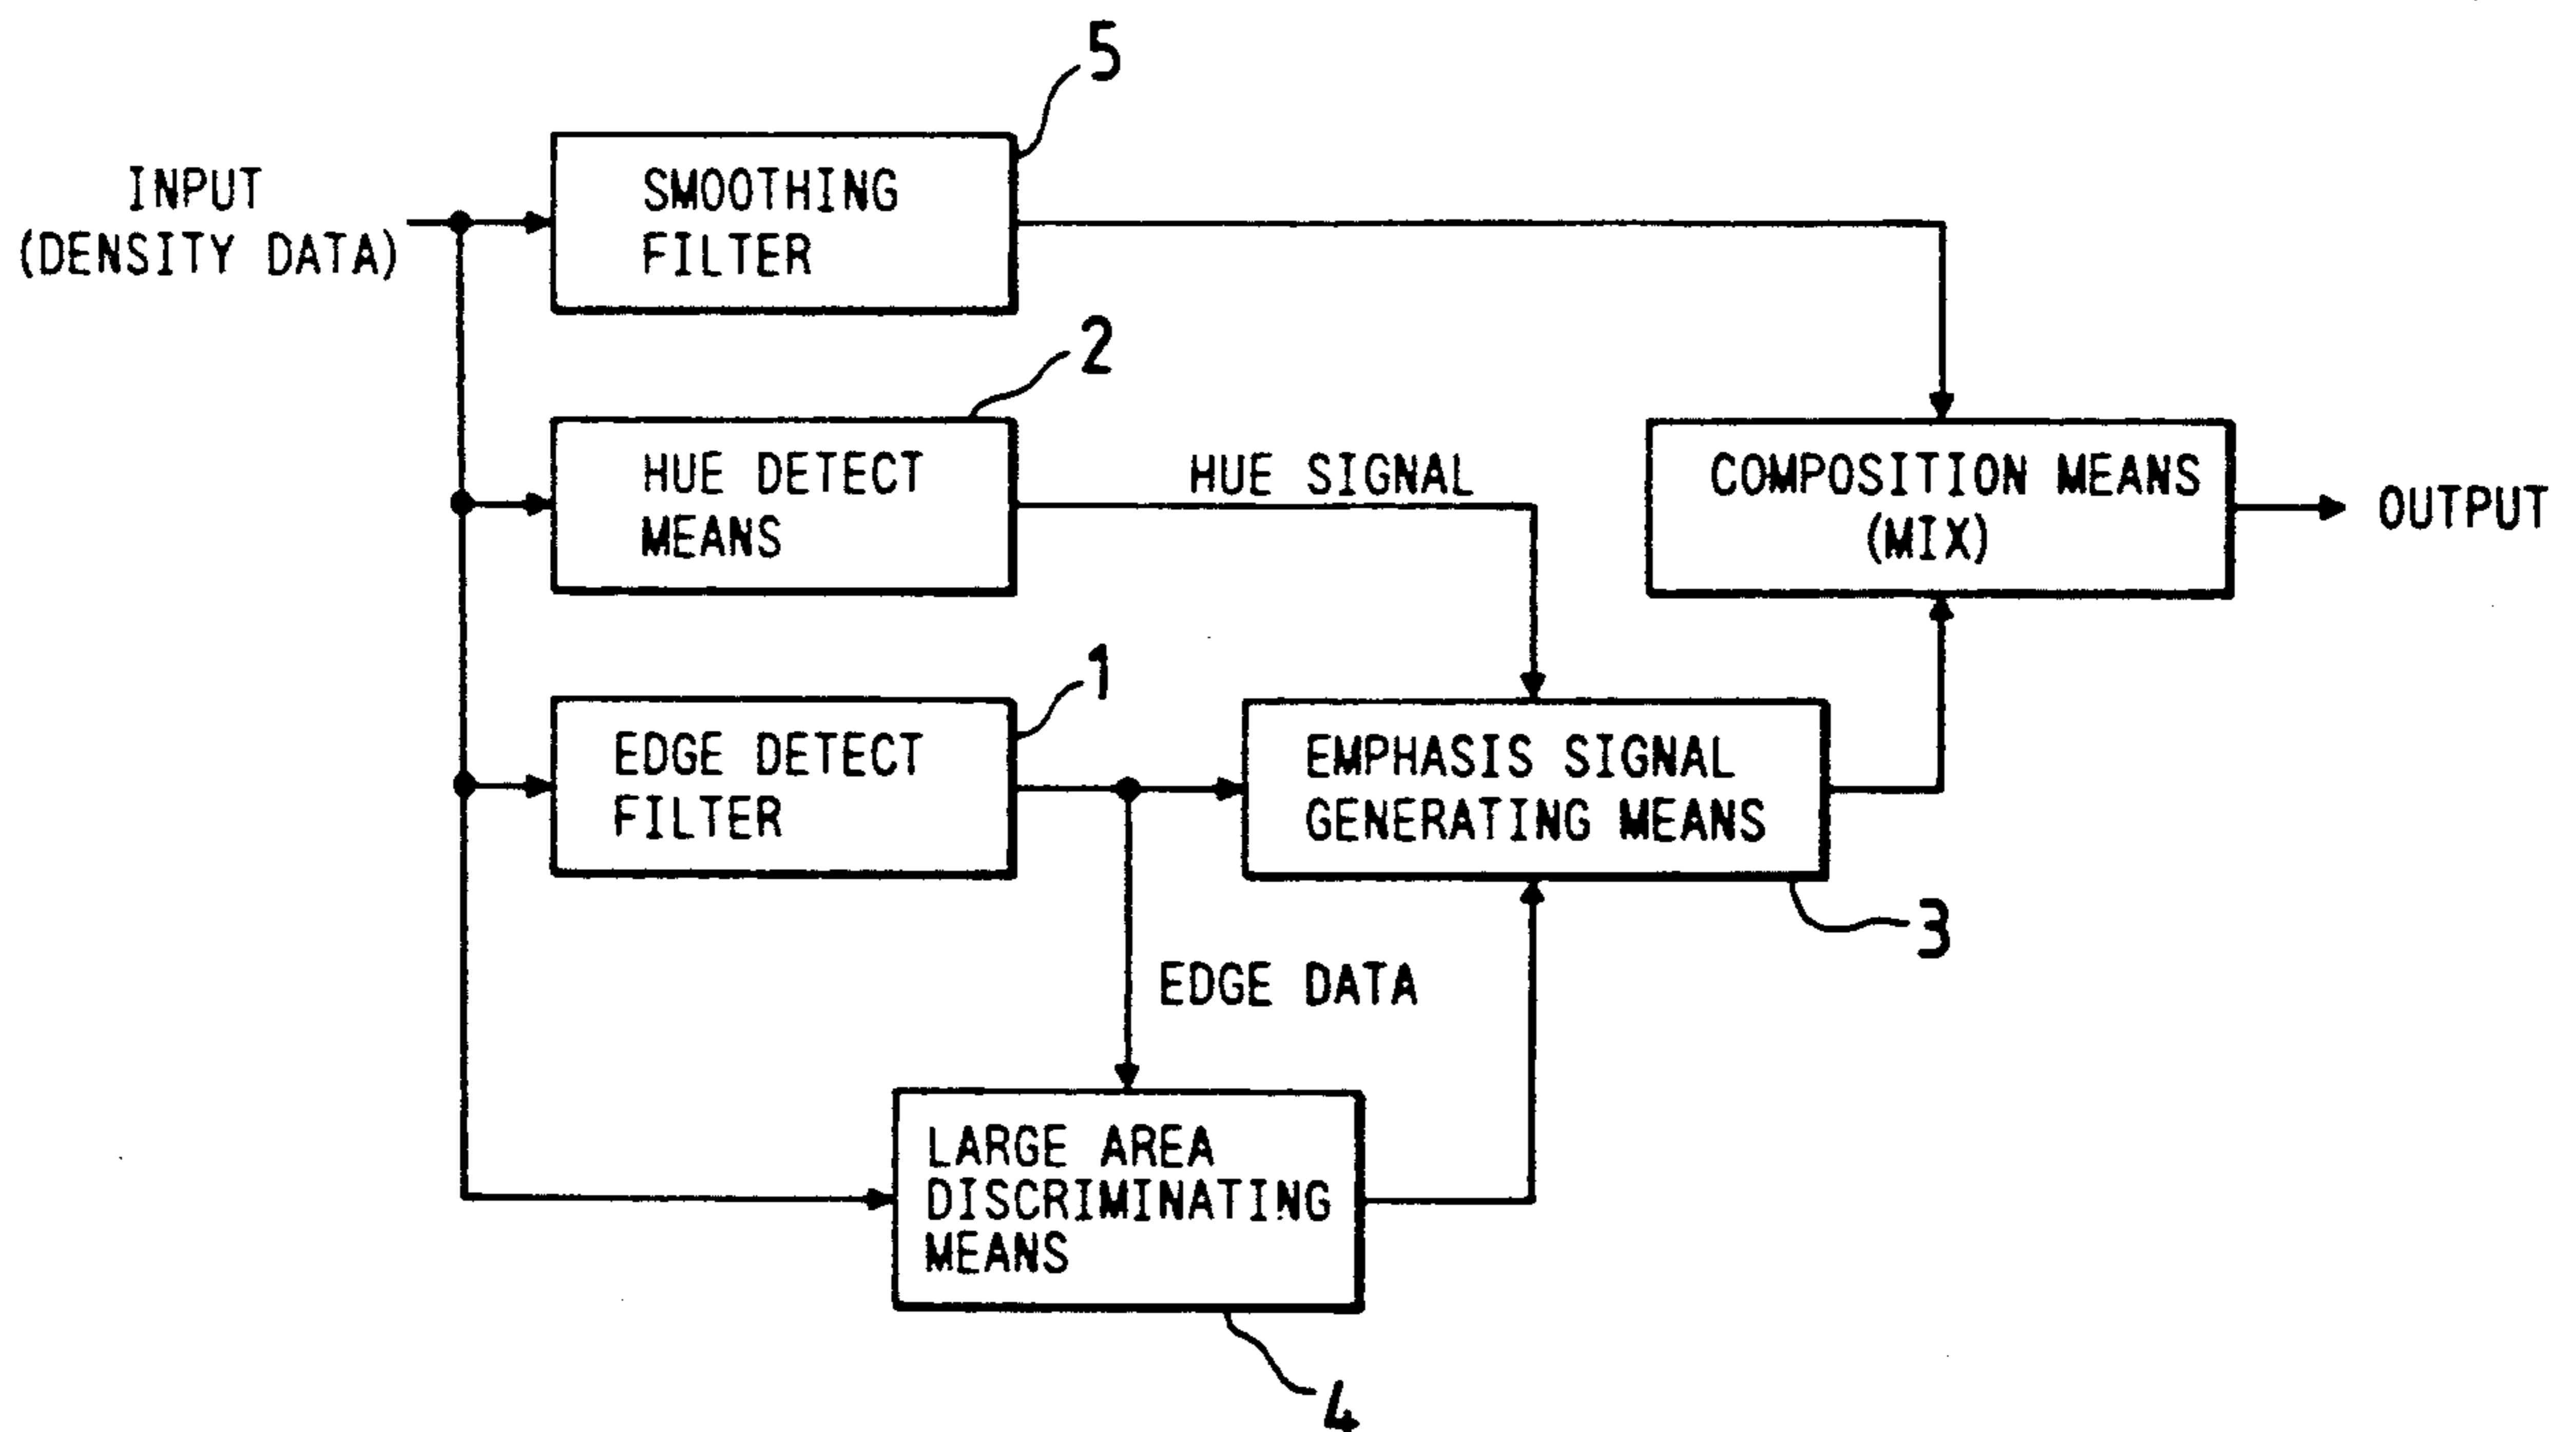 5
INPUT
(DENSITY DATA)
SMOOTHING
FILTER
2
HUE DETECT
MEANS
HUE SIGNAL
COMPOSITION MEANS
(MIX)
OUTPUT
1
EDGE DETECT
FILTER
EMPHASIS SIGNAL
GENERATING MEANS
3
EDGE DATA
LARGE AREA
DISCRIMINATING
MEANS
4